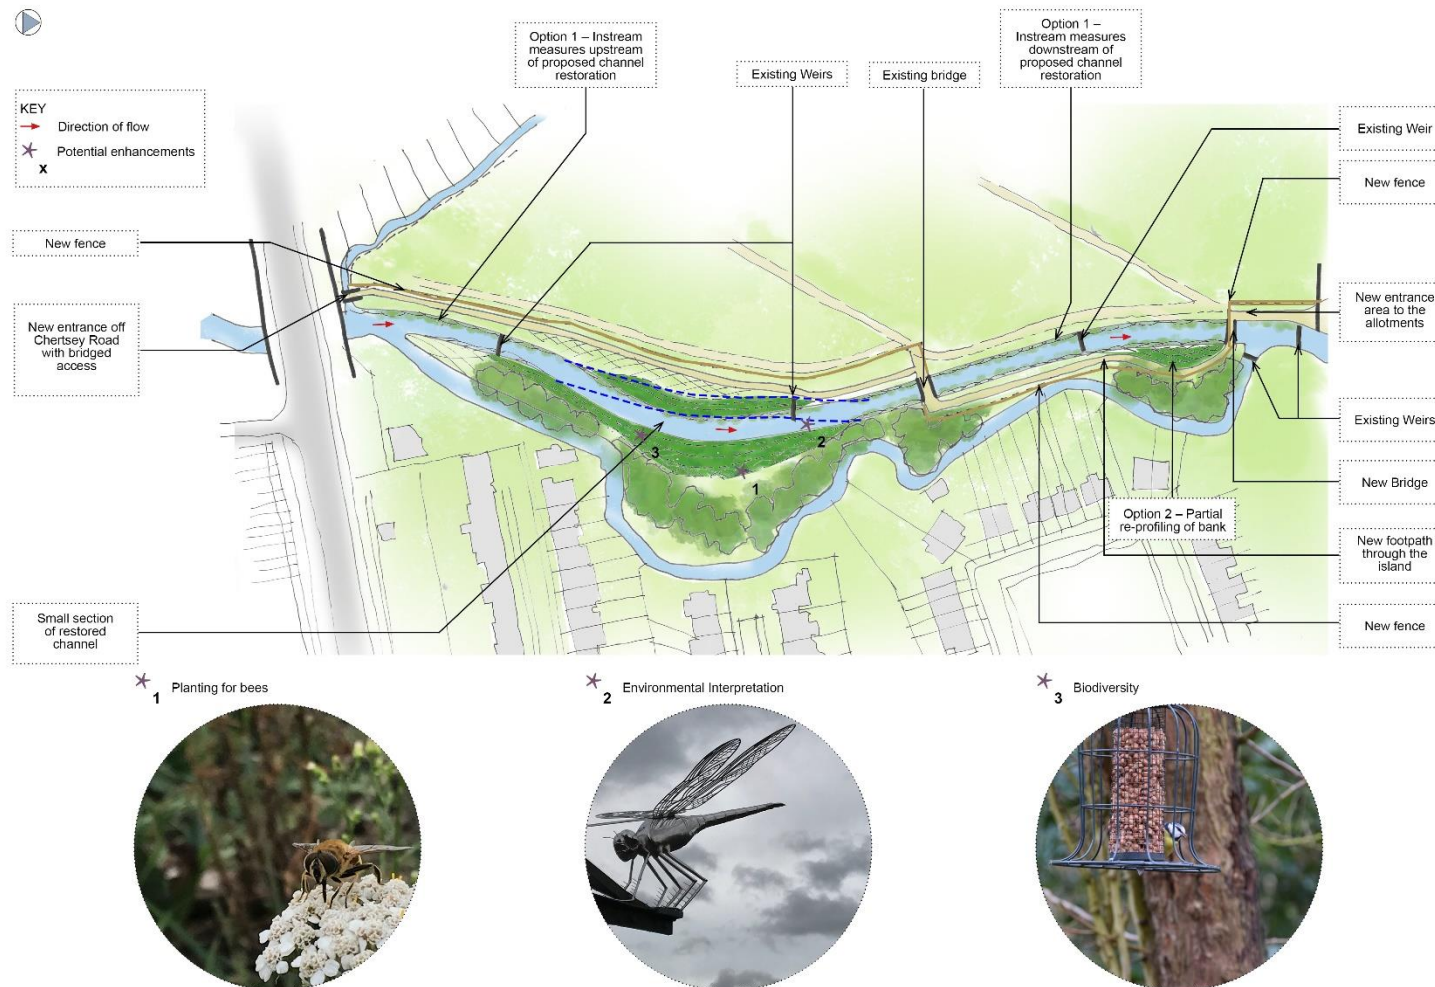 Option 1 – Instream
measures upstream
of proposed channel
restoration
Option 1 –
Instream measures
downstream of
proposed channel
restoration
Existing Weirs
Existing bridge
KEY
Direction of flow
Potential enhancements
x
Existing Weir
New fence
New fence
New entrance off
Chertsey Road
with bridged
access
New entrance
area to the
allotments
Existing Weirs
2
3
1
New Bridge
Option 2 – Partial
re-profiling of bank
New footpath
through the
island
Small section
of restored
channel
New fence
1 Planting for bees
2 Environmental Interpretation
3 Biodiversity